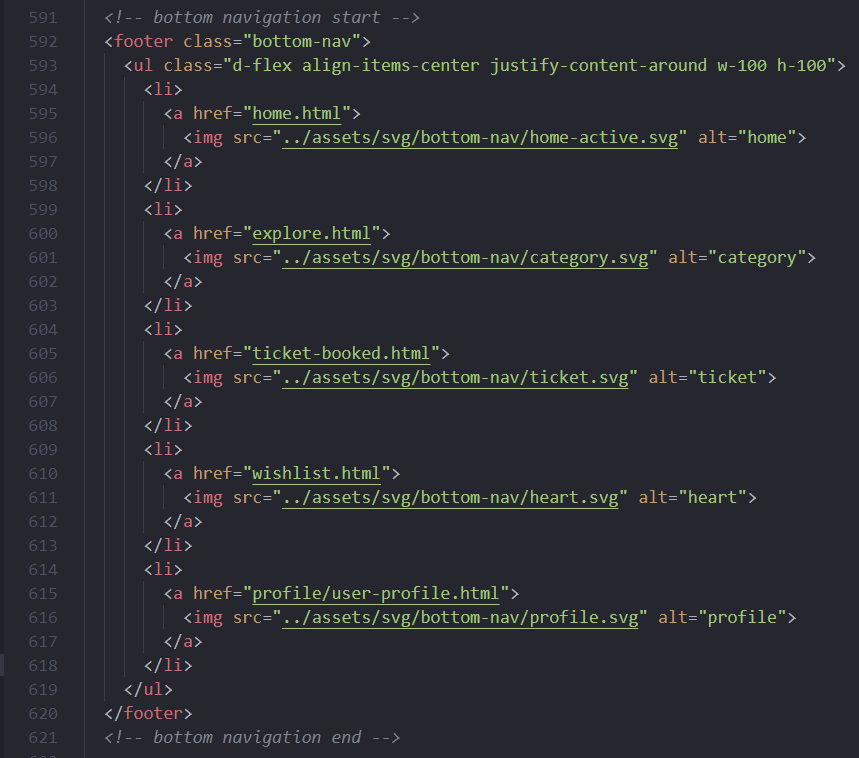 591 <!-- bottom navigation start -->
592 <footer class="bottom-nav">
593 <ul class="d-flex align-items-center justify-content-around w-100 h-100">
594 <li>
595 <a href="home.html">
596 <img src="../assets/svg/bottom-nav/home-active.svg" alt="home">
597 </a>
598 </li>
599 <li>
600 <a href="explore.html">
601 <img src="../assets/svg/bottom-nav/category.svg" alt="category">
602 </a>
603 </li>
604 <li>
605 <a href="ticket-booked.html">
606 <img src="../assets/svg/bottom-nav/ticket.svg" alt="ticket">
607 </a>
608 </li>
609 <li>
610 <a href="wishlist.html">
611 <img src="../assets/svg/bottom-nav/heart.svg" alt="heart">
612 </a>
613 </li>
614 <li>
615 <a href="profile/user-profile.html">
616 <img src="../assets/svg/bottom-nav/profile.svg" alt="profile">
617 </a>
618 </li>
619 </ul>
620 </footer>
621 <!-- bottom navigation end -->